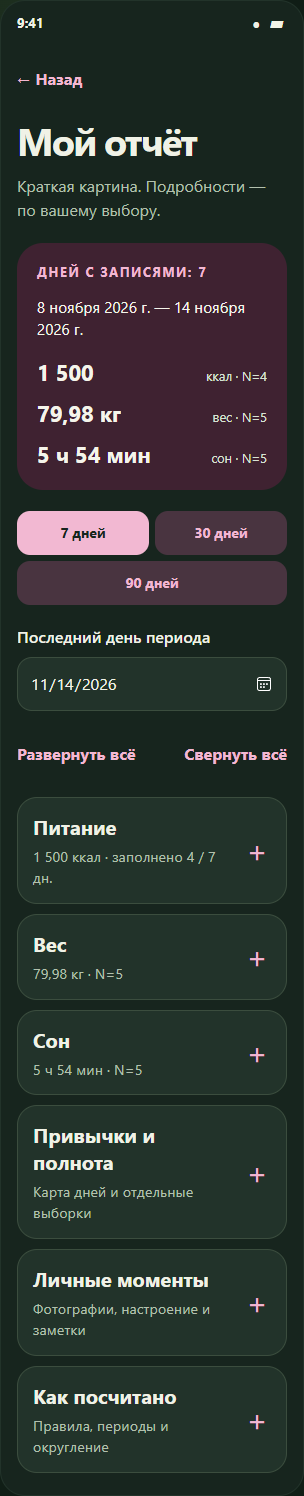 9:41
← Назад
Мой отчёт
Краткая картина. Подробности —
по вашему выбору.
ДНЕЙ С ЗАПИСЯМИ: 7
8 ноября 2026 г. — 14 ноября
2026 г.
1 500 ккал · N=4
79,98 кг вес · N=5
5 ч 54 мин сон · N=5
7 дней 30 дней
90 дней
Последний день периода
11/14/2026
Развернуть всё Свернуть всё
Питание
1 500 ккал · заполнено 4 / 7
дн.
+
Вес
79,98 кг · N=5
+
Сон
5 ч 54 мин · N=5
+
Привычки и
полнота
Карта дней и отдельные
выборки
+
Личные моменты
Фотографии, настроение и
заметки
+
Как посчитано
Правила, периоды и
округление
+